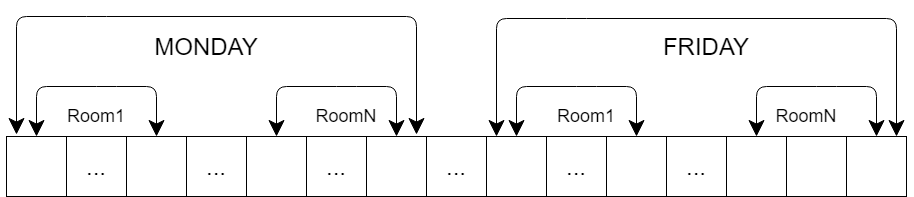 MONDAY
FRIDAY
Room1
RoomN
Room1
RoomN
... ... ... ... ... ...